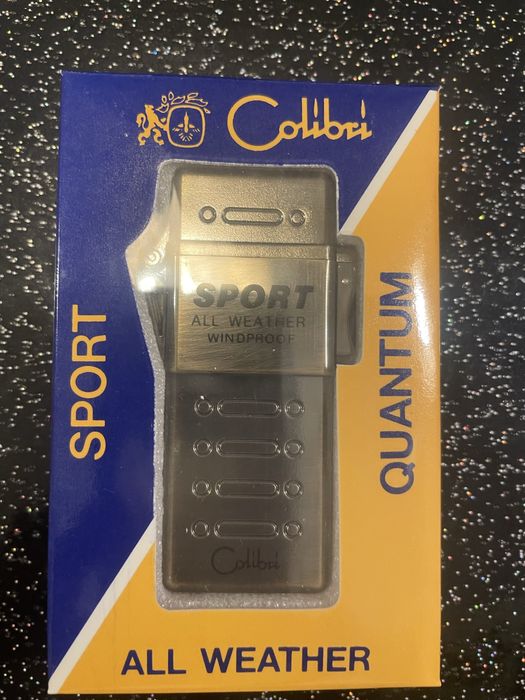 Colibri
SPORT
QUANTUM
SPORT
ALL WEATHER
WINDPROOF
Colibri
ALL WEATHER